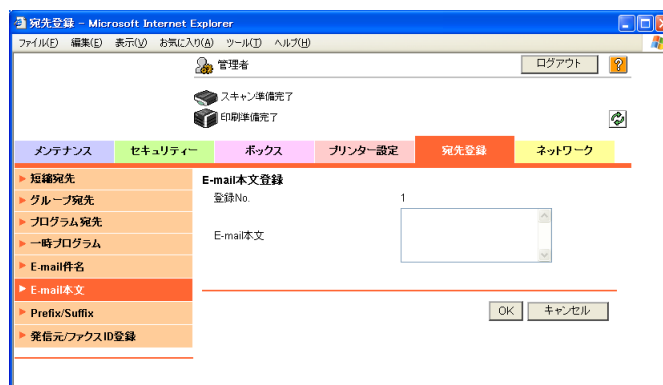 宛先登録 - Microsoft Internet Explorer
ファイル(F) 編集(E) 表示(V) お気に入り(A) ツール(T) ヘルプ(H)
管理者 ログアウト ?
スキャン準備完了
印刷準備完了
メンテナンス セキュリティー ボックス プリンター設定 宛先登録 ネットワーク
短縮宛先
グループ宛先
プログラム宛先
一時プログラム
E-mail件名
E-mail本文
Prefix/Suffix
発信元/ファクスID登録
E-mail本文登録
登録No. 1
E-mail本文
OK キャンセル